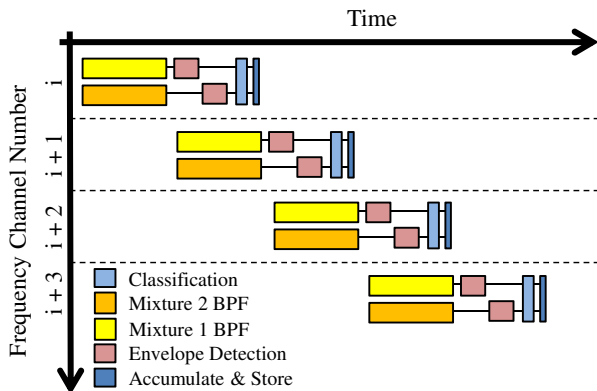 Time
Frequency Channel Number
i
i + 1
i + 2
i + 3
Classification
Mixture 2 BPF
Mixture 1 BPF
Envelope Detection
Accumulate & Store